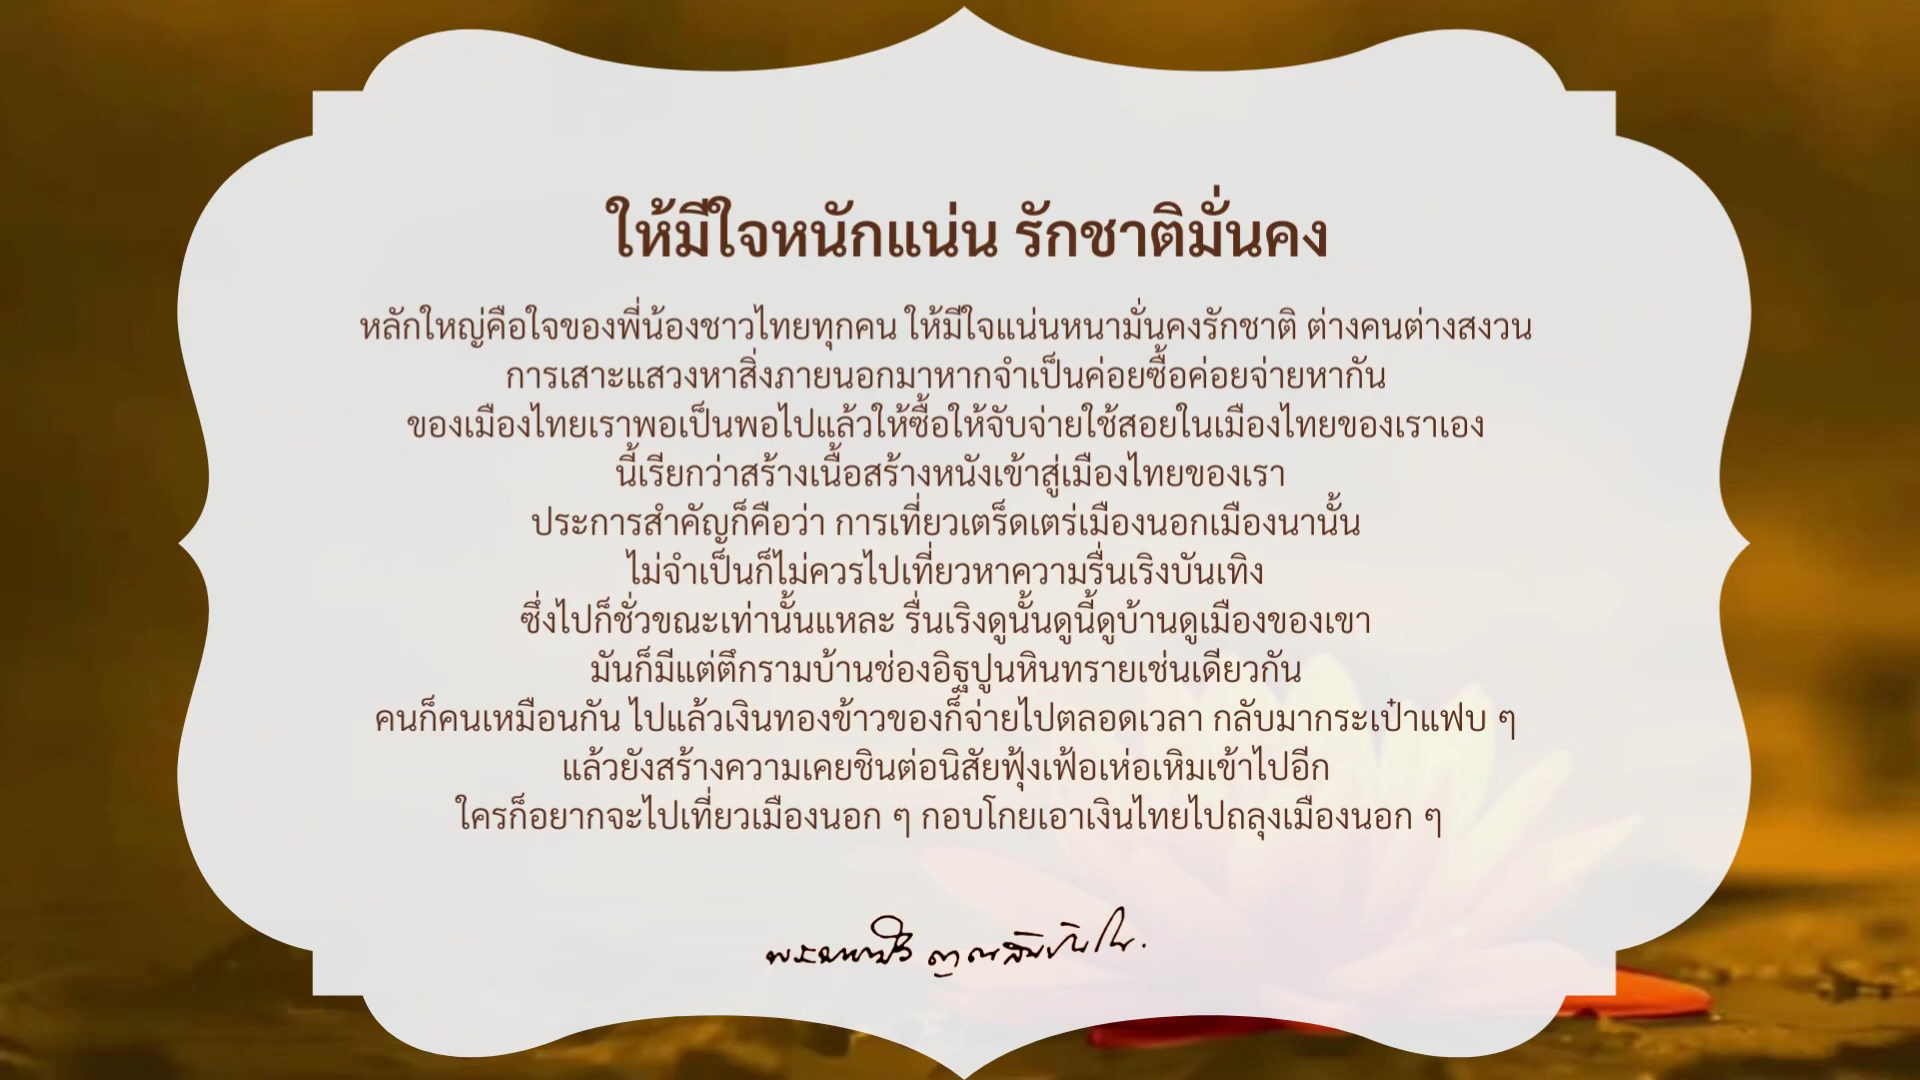 ให้มีใจหนักแน่น รักชาติมั่นคง
หลักใหญ่คือใจของพี่น้องชาวไทยทุกคน ให้มีใจแน่นหนามั่นคงรักชาติ ต่างคนต่างสงวน
การเสาะแสวงหาสิ่งภายนอกมาหากจำเป็นค่อยซื้อค่อยจ่ายหากัน
ของเมืองไทยเราพอเป็นพอไปแล้วให้ซื้อให้จับจ่ายใช้สอยในเมืองไทยของเราเอง
นี้เรียกว่าสร้างเนื้อสร้างหนังเข้าสู่เมืองไทยของเรา
ประการสำคัญก็คือว่า การเที่ยวเตร็ดเตร่เมืองนอกเมืองนานั้น
ไม่จำเป็นก็ไม่ควรไปเที่ยวหาความรื่นเริงบันเทิง
ซึ่งไปก็ชั่วขณะเท่านั้นแหละ รื่นเริงดูนั้นดูนี้ดูบ้านดูเมืองของเขา
มันก็มีแต่ตึกรามบ้านช่องอิฐปูนหินทรายเช่นเดียวกัน
คนก็คนเหมือนกัน ไปแล้วเงินทองข้าวของก็จ่ายไปตลอดเวลา กลับมากระเป๋าแฟบ ๆ
แล้วยังสร้างความเคยชินต่อนิสัยฟุ้งเฟ้อเห่อเหิมเข้าไปอีก
ใครก็อยากจะไปเที่ยวเมืองนอก ๆ กอบโกยเอาเงินไทยไปถลุงเมืองนอก ๆ